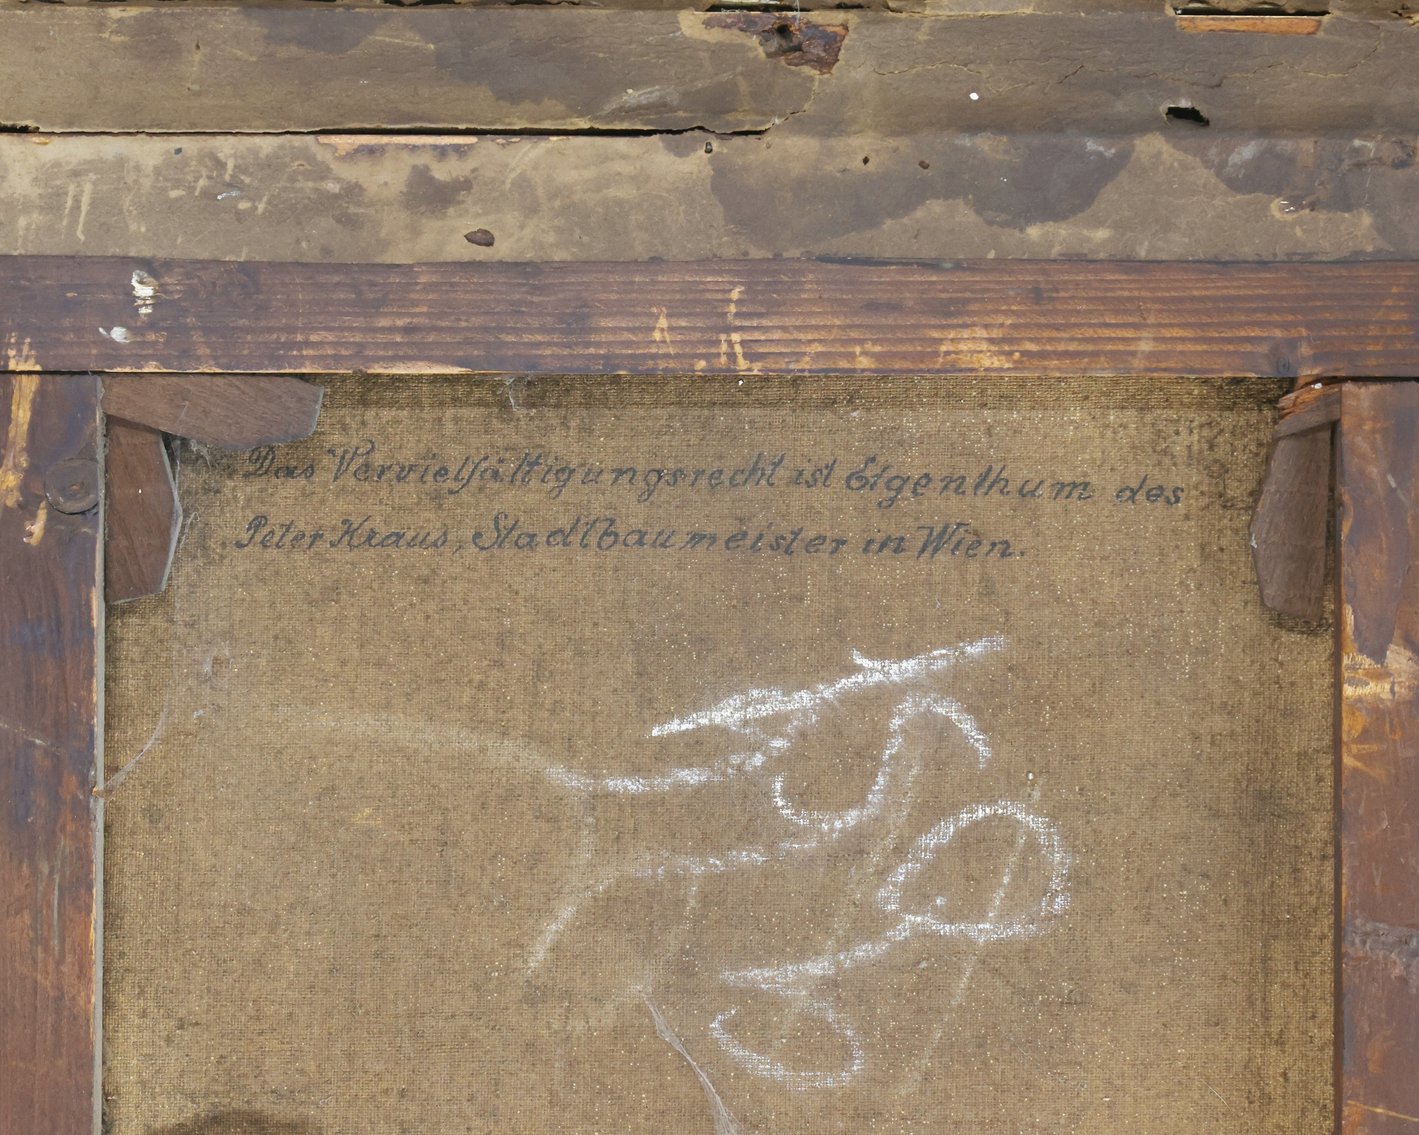 Das Vervielfältigungsrecht ist Eigenthum des
Peter Kraus, Stadtbaumeister in Wien.